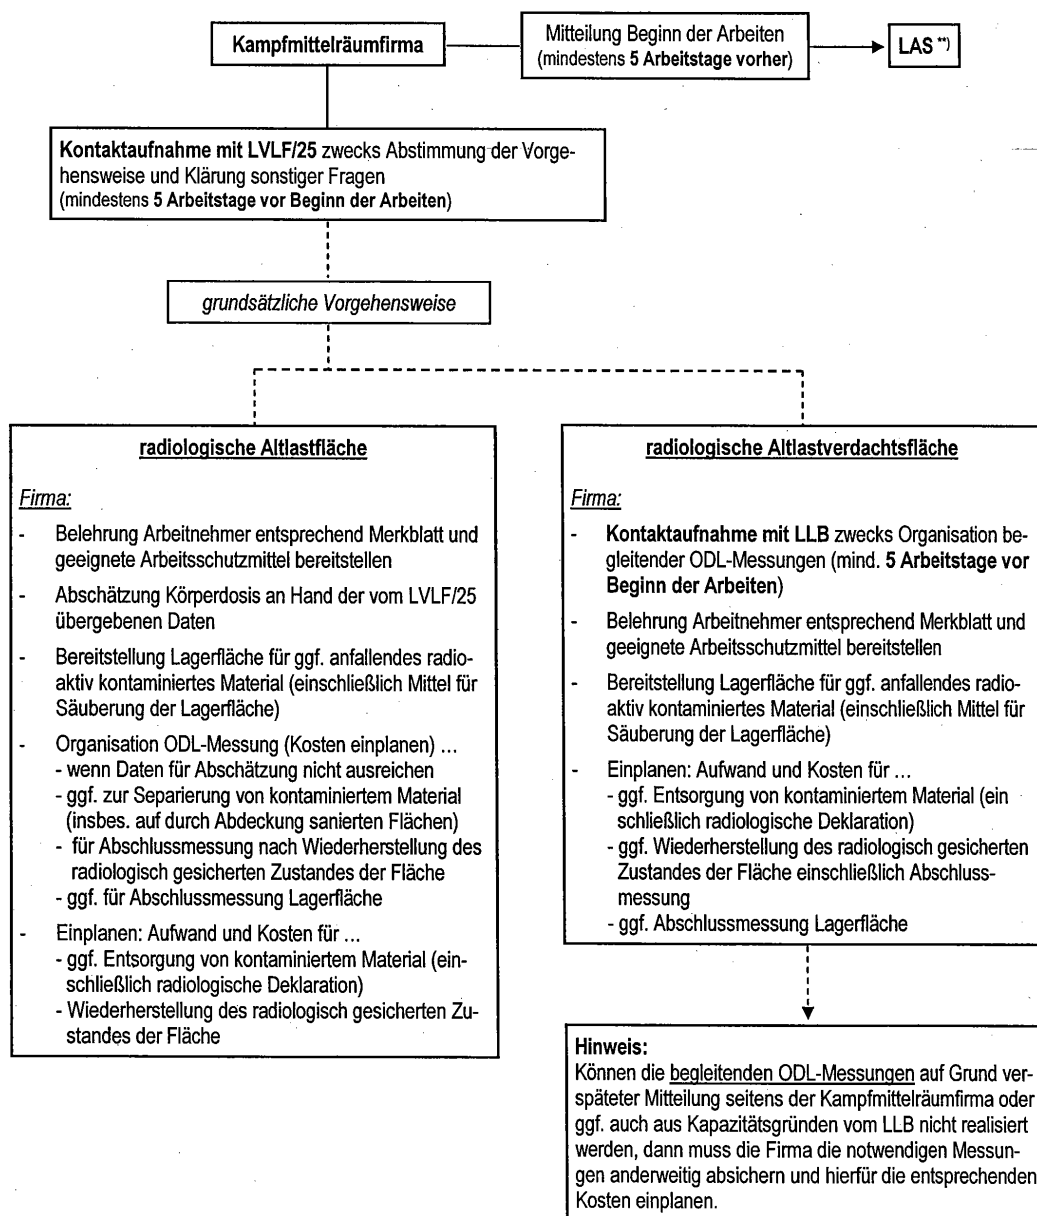 Kampfmittelräumfirma
Mitteilung Beginn der Arbeiten
(mindestens 5 Arbeitstage vorher)
LAS **)
Kontaktaufnahme mit LVLF/25 zwecks Abstimmung der Vorge-
hensweise und Klärung sonstiger Fragen
(mindestens 5 Arbeitstage vor Beginn der Arbeiten)
grundsätzliche Vorgehensweise
radiologische Altlastfläche
Firma:
- Belehrung Arbeitnehmer entsprechend Merkblatt und
geeignete Arbeitsschutzmittel bereitstellen
- Abschätzung Körperdosis an Hand der vom LVLF/25
übergebenen Daten
- Bereitstellung Lagerfläche für ggf. anfallendes radio-
aktiv kontaminiertes Material (einschließlich Mittel für
Säuberung der Lagerfläche)
- Organisation ODL-Messung (Kosten einplanen) ...
- wenn Daten für Abschätzung nicht ausreichen
- ggf. zur Separierung von kontaminiertem Material
(insbes. auf durch Abdeckung sanierten Flächen)
- für Abschlussmessung nach Wiederherstellung des
radiologisch gesicherten Zustandes der Fläche
- ggf. für Abschlussmessung Lagerfläche
- Einplanen: Aufwand und Kosten für ...
- ggf. Entsorgung von kontaminiertem Material (ein-
schließlich radiologische Deklaration)
- Wiederherstellung des radiologisch gesicherten Zu-
standes der Fläche
radiologische Altlastverdachtsfläche
Firma:
- Kontaktaufnahme mit LLB zwecks Organisation be-
gleitender ODL-Messungen (mind. 5 Arbeitstage vor
Beginn der Arbeiten)
- Belehrung Arbeitnehmer entsprechend Merkblatt und
geeignete Arbeitsschutzmittel bereitstellen
- Bereitstellung Lagerfläche für ggf. anfallendes radio-
aktiv kontaminiertes Material (einschließlich Mittel für
Säuberung der Lagerfläche)
- Einplanen: Aufwand und Kosten für ...
- ggf. Entsorgung von kontaminiertem Material (ein
schließlich radiologische Deklaration)
- ggf. Wiederherstellung des radiologisch gesicherten
Zustandes der Fläche einschließlich Abschluss-
messung
- ggf. Abschlussmessung Lagerfläche
Hinweis:
Können die begleitenden ODL-Messungen auf Grund ver-
späteter Mitteilung seitens der Kampfmittelräumfirma oder
ggf. auch aus Kapazitätsgründen vom LLB nicht realisiert
werden, dann muss die Firma die notwendigen Messun-
gen anderweitig absichern und hierfür die entsprechenden
Kosten einplanen.